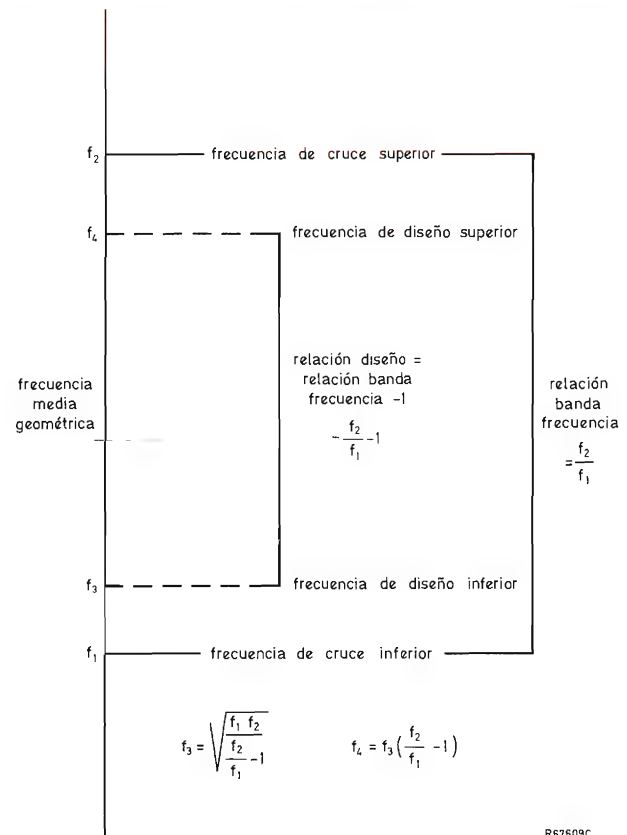 f₂ frecuencia de cruce superior
f₄ frecuencia de diseño superior
relación diseño =
relación banda
frecuencia -1
- f₂/f₁ -1
frecuencia
media
geométrica
relación
banda
frecuencia
= f₂/f₁
f₃ frecuencia de diseño inferior
f₁ frecuencia de cruce inferior
f₃ = √(f₁ f₂ / (f₂/f₁ -1))
f₄ = f₃ (f₂/f₁ -1)
R67609C